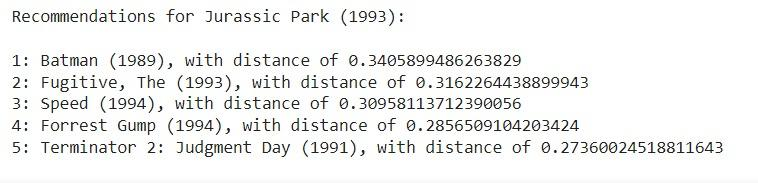 Recommendations for Jurassic Park (1993):
1: Batman (1989), with distance of 0.3405899486263829
2: Fugitive, The (1993), with distance of 0.3162264438899943
3: Speed (1994), with distance of 0.30958113712390056
4: Forrest Gump (1994), with distance of 0.2856509104203424
5: Terminator 2: Judgment Day (1991), with distance of 0.27360024518811643